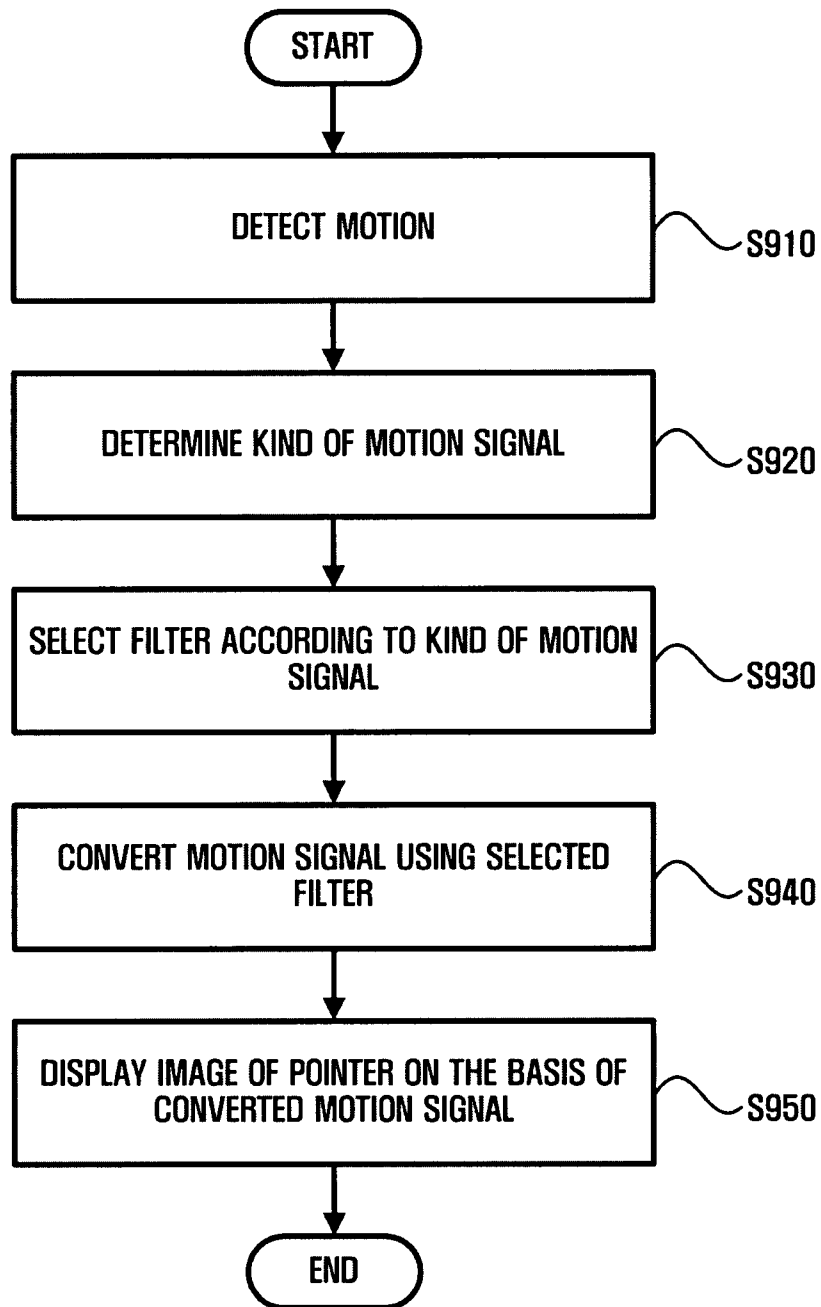 START
DETECT MOTION
S910
DETERMINE KIND OF MOTION SIGNAL
S920
SELECT FILTER ACCORDING TO KIND OF MOTION
SIGNAL
S930
CONVERT MOTION SIGNAL USING SELECTED
FILTER
S940
DISPLAY IMAGE OF POINTER ON THE BASIS OF
CONVERTED MOTION SIGNAL
S950
END